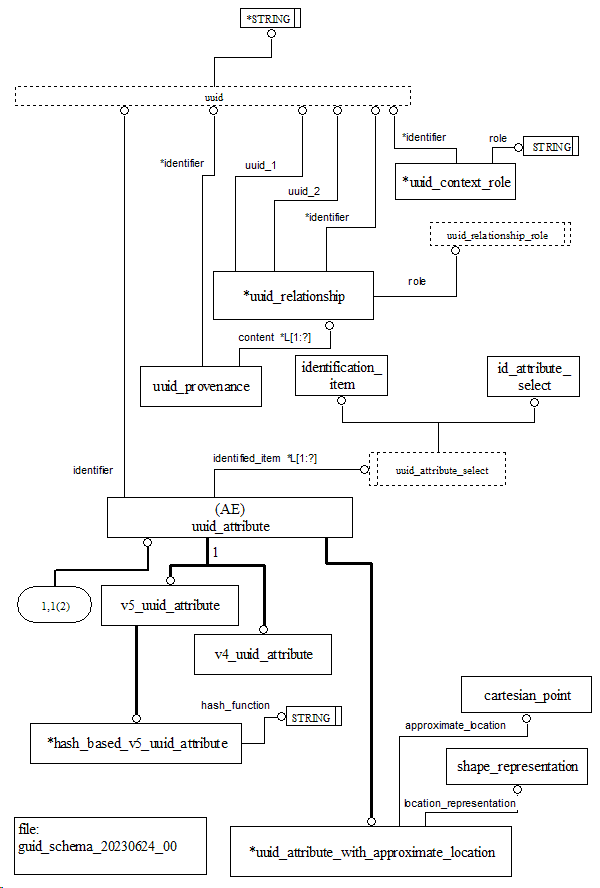 *STRING
uuid
*identifier
role
STRING
*identifier
uuid_1
*uuid_context_role
uuid_2
*identifier
uuid_relationship_role
role
*uuid_relationship
content *L[1:?]
identification_
item
id_attribute_
select
uuid_provenance
identified_item *L[1:?]
identifier
uuid_attribute_select
(AE)
uuid_attribute
1
1,1(2)
v5_uuid_attribute
v4_uuid_attribute
cartesian_point
hash_function
STRING
approximate_location
*hash_based_v5_uuid_attribute
shape_representation
location_representation
file:
guid_schema_20230624_00
*uuid_attribute_with_approximate_location